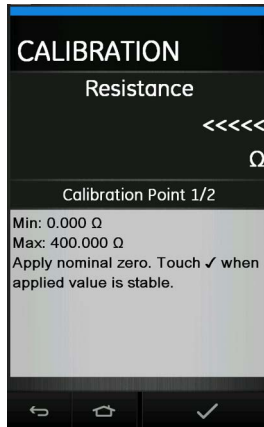 CALIBRATION
Resistance
<<<<<
Ω
Calibration Point 1/2
Min: 0.000 Ω
Max: 400.000 Ω
Apply nominal zero. Touch ✓ when
applied value is stable.